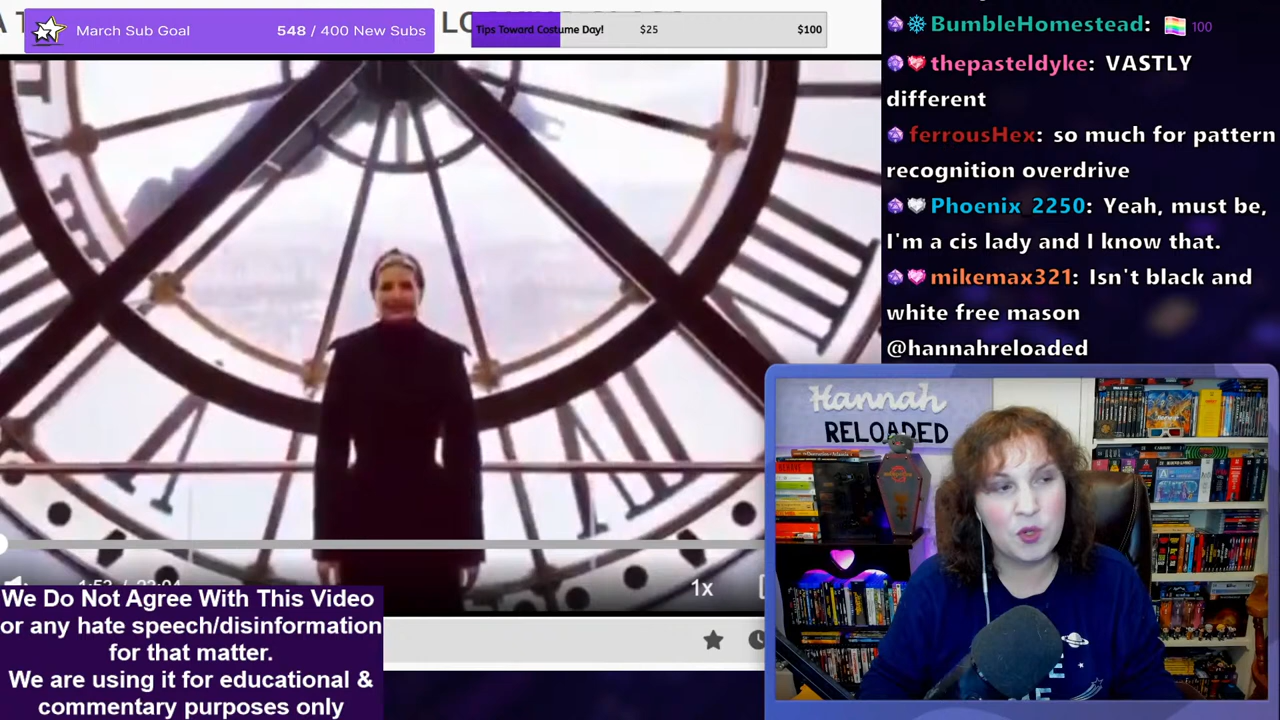 March Sub Goal
548 / 400 New Subs
Tips Toward Costume Day!
$25
$100
BumbleHomestead: 100
thepasteldyke: VASTLY
different
ferrousHex: so much for pattern
recognition overdrive
Phoenix_2250: Yeah, must be,
I'm a cis lady and I know that.
mikemax321: Isn't black and
white free mason
@hannahreloaded
Hannah
RELOADED
1x
We Do Not Agree With This Video
or any hate speech/disinformation
for that matter.
We are using it for educational &
commentary purposes only